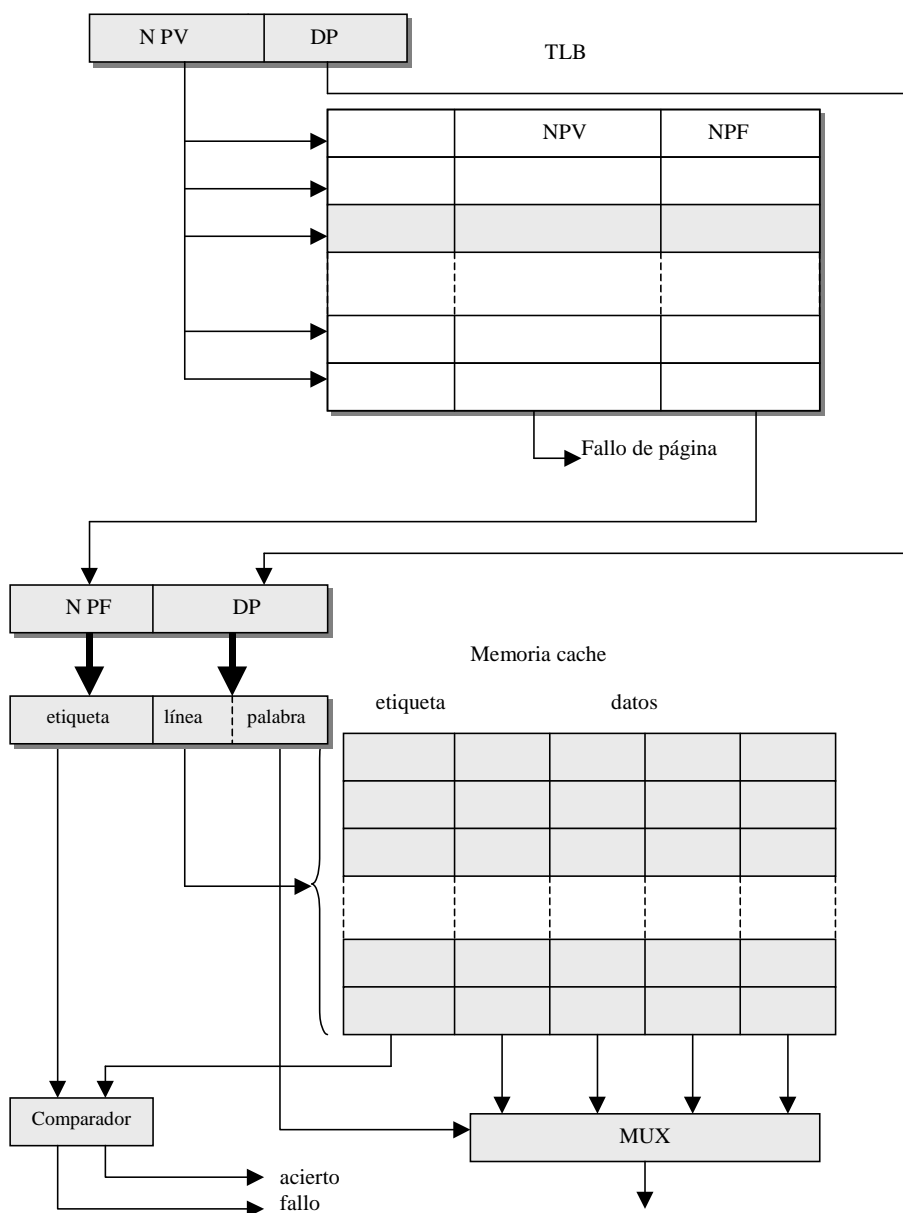 N PV DP
TLB
NPV NPF
Fallo de página
N PF DP
Memoria cache
etiqueta línea palabra
etiqueta datos
Comparador
MUX
acierto
fallo